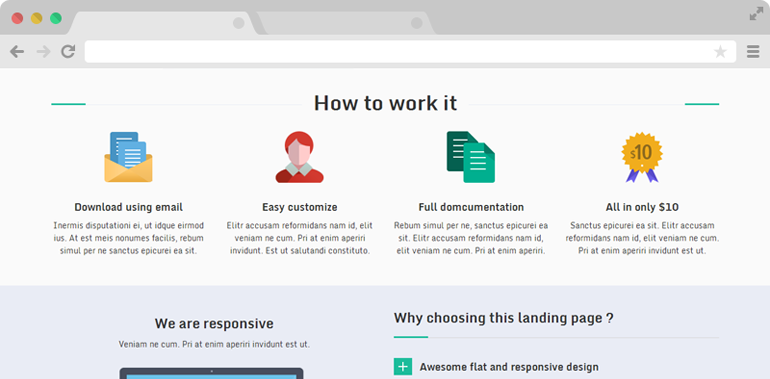 How to work it
$10
Download using email
Inermis disputationi ei, ut idque eirmod
ius. At est meis nonumes facilis, rebum
simul per ne sanctus epicurei ea sit.
Easy customize
Elitr accusam reformidans nam id, elit
veniam ne cum. Pri at enim aperiri
invidunt. Est ut salutandi constituto.
Full domcumentation
Rebum simul per ne, sanctus epicurei ea
sit. Elitr accusam reformidans nam id,
elit veniam ne cum. Pri at enim aperiri.
All in only $10
Sanctus epicurei ea sit. Elitr accusam
reformidans nam id, elit veniam ne cum.
Pri at enim aperiri invidunt est ut.
We are responsive
Veniam ne cum. Pri at enim aperiri invidunt est ut.
Why choosing this landing page ?
Awesome flat and responsive design